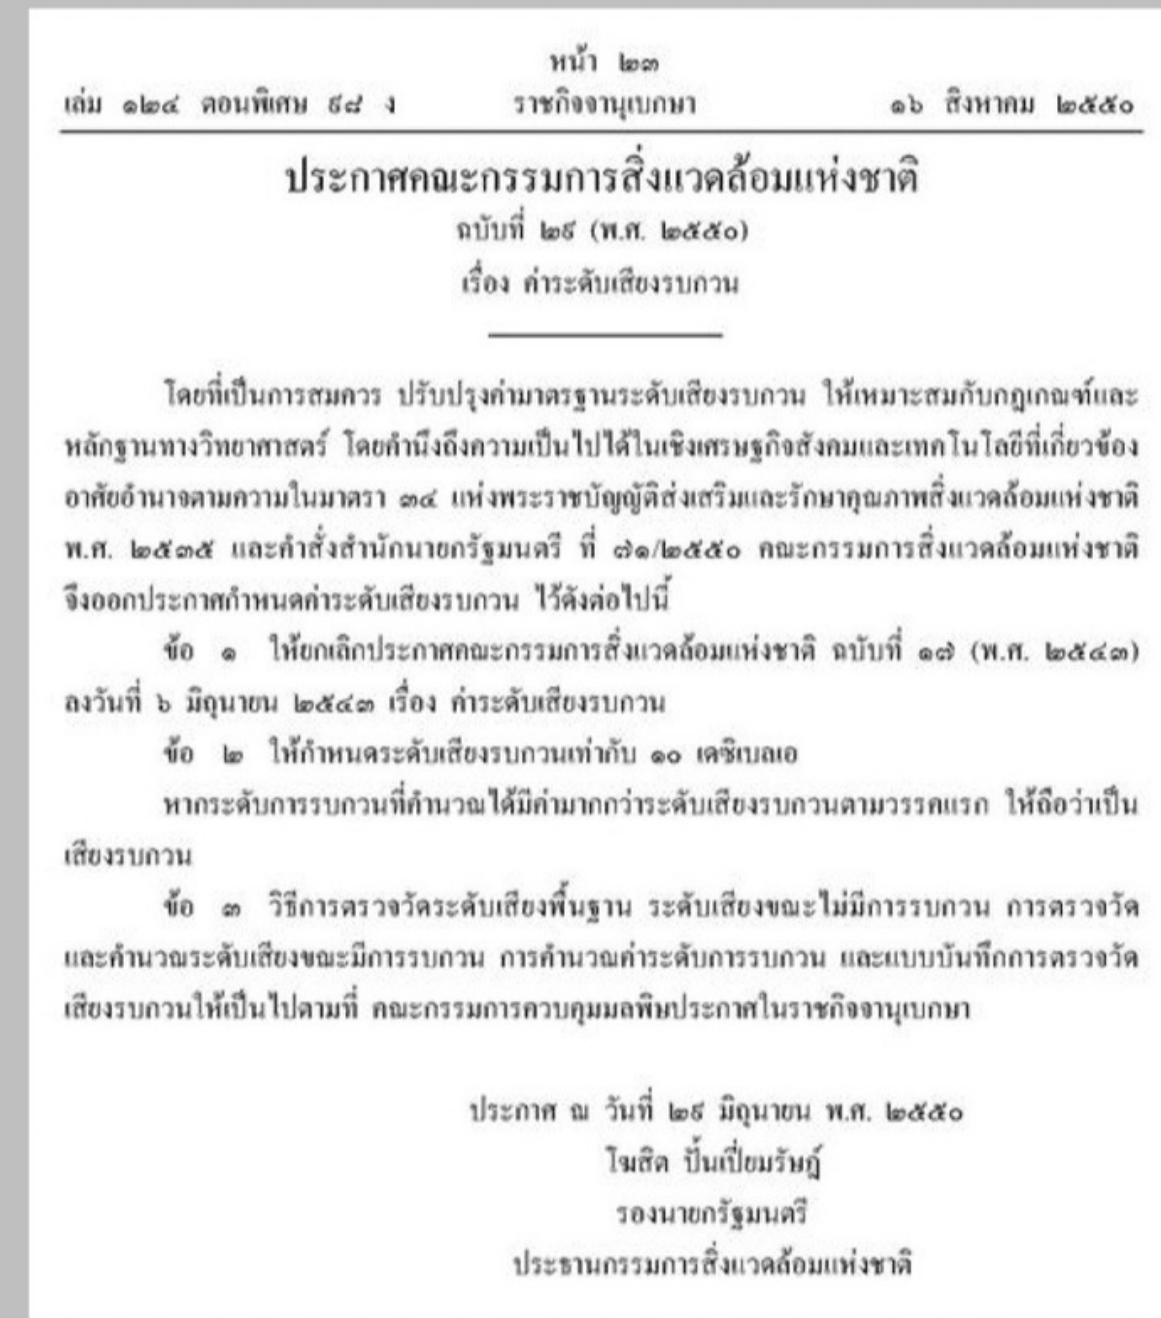 หน้า ๒๓
เล่ม ๑๒๔ ตอนพิเศษ ๙๘ ง ราชกิจจานุเบกษา ๑๖ สิงหาคม ๒๕๕๐
ประกาศคณะกรรมการสิ่งแวดล้อมแห่งชาติ
ฉบับที่ ๒๙ (พ.ศ. ๒๕๕๐)
เรื่อง ค่าระดับเสียงรบกวน
โดยที่เป็นการสมควร ปรับปรุงค่ามาตรฐานระดับเสียงรบกวน ให้เหมาะสมกับกฎเกณฑ์และ
หลักฐานทางวิทยาศาสตร์ โดยคำนึงถึงความเป็นไปได้ในเชิงเศรษฐกิจสังคมและเทคโนโลยีที่เกี่ยวข้อง
อาศัยอำนาจตามความในมาตรา ๓๔ แห่งพระราชบัญญัติส่งเสริมและรักษาคุณภาพสิ่งแวดล้อมแห่งชาติ
พ.ศ. ๒๕๓๕ และคำสั่งสำนักนายกรัฐมนตรี ที่ ๗๑/๒๕๕๐ คณะกรรมการสิ่งแวดล้อมแห่งชาติ
จึงออกประกาศกำหนดค่าระดับเสียงรบกวน ไว้ดังต่อไปนี้
ข้อ ๑ ให้ยกเลิกประกาศคณะกรรมการสิ่งแวดล้อมแห่งชาติ ฉบับที่ ๑๗ (พ.ศ. ๒๕๔๓)
ลงวันที่ ๖ มิถุนายน ๒๕๔๓ เรื่อง ค่าระดับเสียงรบกวน
ข้อ ๒ ให้กำหนดระดับเสียงรบกวนเท่ากับ ๑๐ เดซิเบลเอ
หากระดับการรบกวนที่คำนวณได้มีค่ามากกว่าระดับเสียงรบกวนตามวรรคแรก ให้ถือว่าเป็น
เสียงรบกวน
ข้อ ๓ วิธีการตรวจวัดระดับเสียงพื้นฐาน ระดับเสียงขณะไม่มีการรบกวน การตรวจวัด
และคำนวณระดับเสียงขณะมีการรบกวน การคำนวณค่าระดับการรบกวน และแบบบันทึกการตรวจวัด
เสียงรบกวนให้เป็นไปตามที่ คณะกรรมการควบคุมมลพิษประกาศในราชกิจจานุเบกษา
ประกาศ ณ วันที่ ๒๙ มิถุนายน พ.ศ. ๒๕๕๐
โฆสิต ปั้นเปี่ยมรัษฎ์
รองนายกรัฐมนตรี
ประธานกรรมการสิ่งแวดล้อมแห่งชาติ